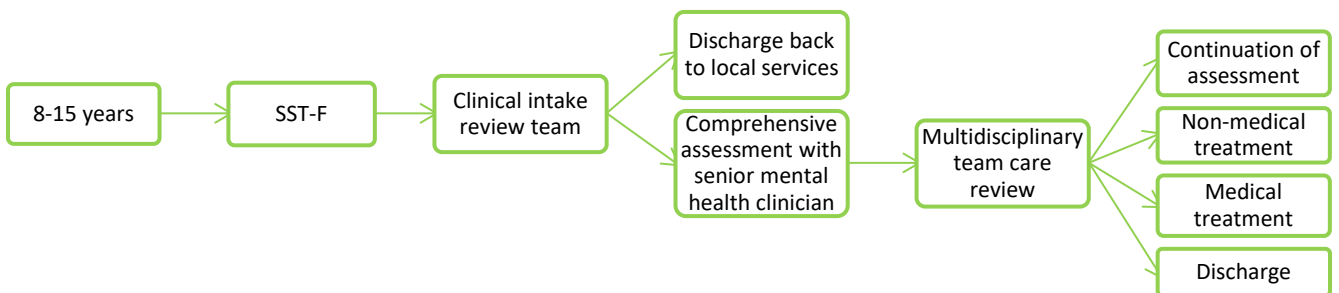 8-15 years
SST-F
Clinical intake
review team
Discharge back
to local services
Comprehensive
assessment with
senior mental
health clinician
Multidisciplinary
team care
review
Continuation of
assessment
Non-medical
treatment
Medical
treatment
Discharge